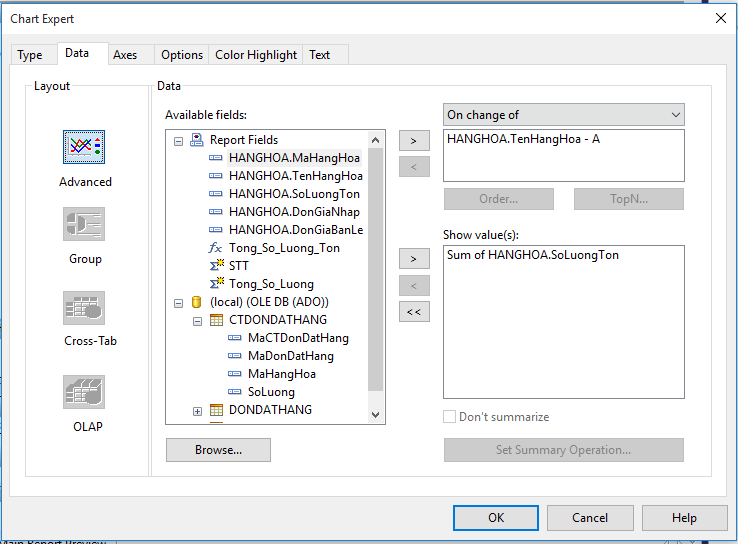 Chart Expert
Type
Data
Axes
Options
Color Highlight
Text
Layout
Advanced
Group
Cross-Tab
OLAP
Data
Available fields:
Report Fields
HANGHOA.MaHangHoa
HANGHOA.TenHangHoa
HANGHOA.SoLuongTon
HANGHOA.DonGiaNhap
HANGHOA.DonGiaBanLe
Tong_So_Luong_Ton
STT
Tong_So_Luong
(local) (OLE DB (ADO))
CTDONDATHANG
MaCTDonDatHang
MaDonDatHang
MaHangHoa
SoLuong
DONDATHANG
Browse...
>
<
>
<
<<
On change of
HANGHOA.TenHangHoa - A
Order...
TopN...
Show value(s):
Sum of HANGHOA.SoLuongTon
Don't summarize
Set Summary Operation...
OK
Cancel
Help
Main Report Preview